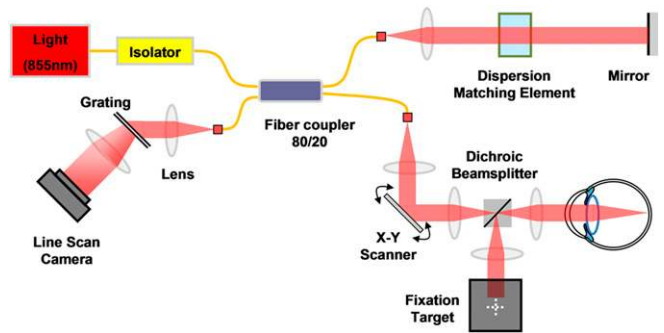 Light
(855nm)
Isolator
Grating
Lens
Line Scan
Camera
Fiber coupler
80/20
Dispersion
Matching Element
Mirror
Dichroic
Beamsplitter
X-Y
Scanner
Fixation
Target